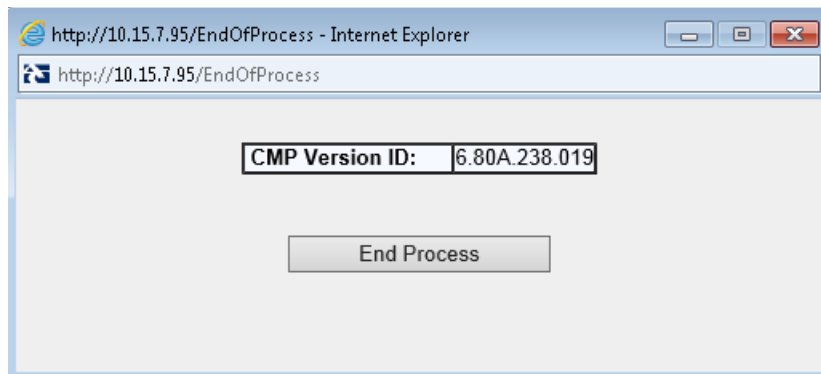 http://10.15.7.95/EndOfProcess - Internet Explorer
http://10.15.7.95/EndOfProcess
CMP Version ID: 6.80A.238.019
End Process